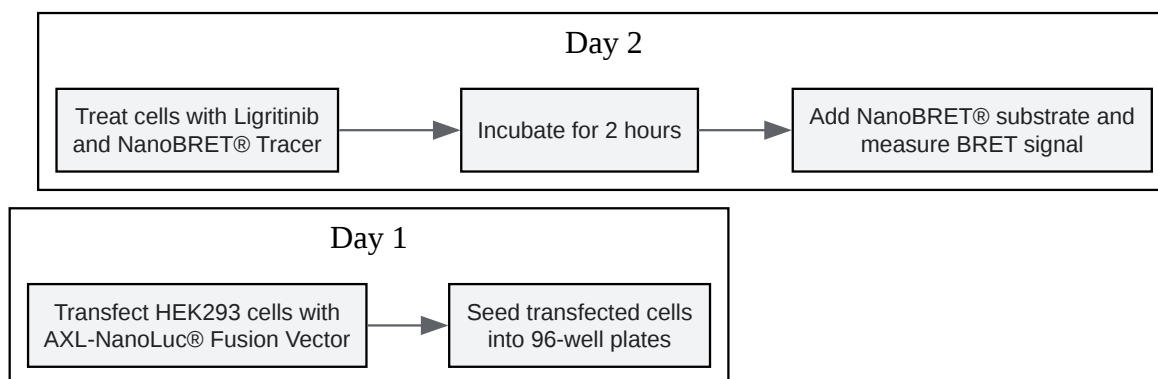 Day 2
Treat cells with Ligritinib
and NanoBRET® Tracer
Incubate for 2 hours
Add NanoBRET® substrate and
measure BRET signal
Day 1
Transfect HEK293 cells with
AXL-NanoLuc® Fusion Vector
Seed transfected cells
into 96-well plates